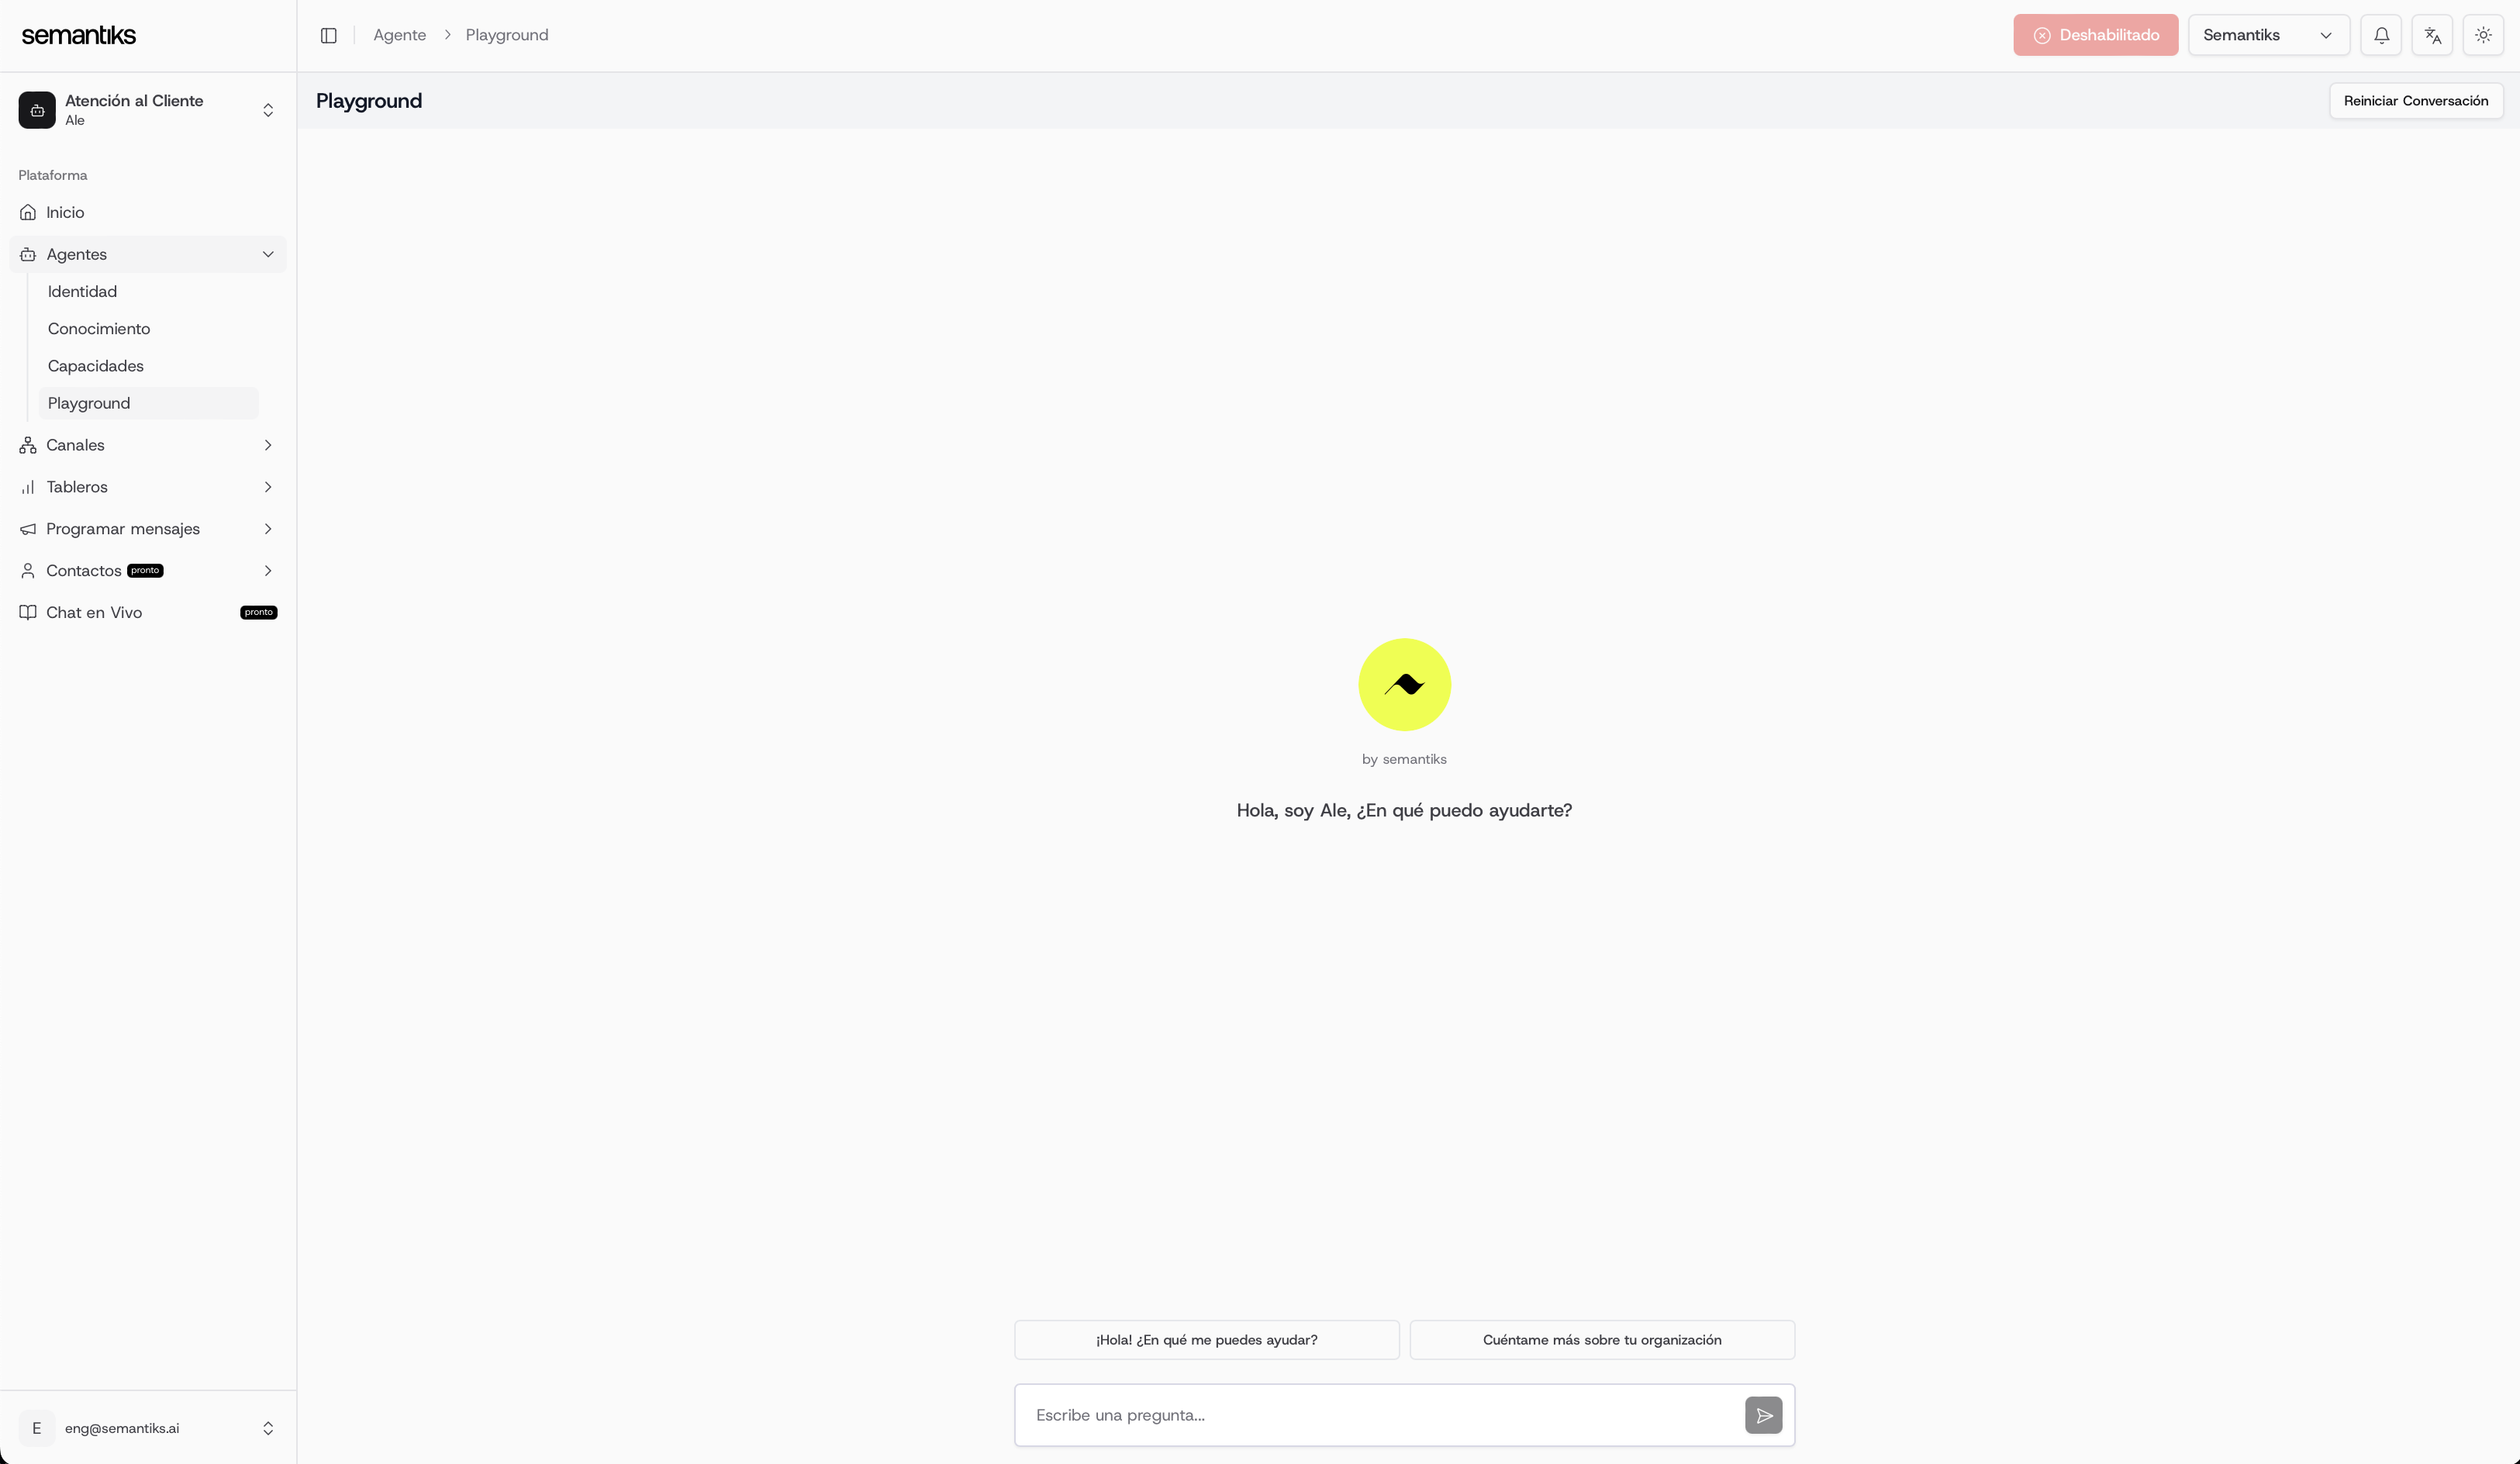 semantiks
Agente
Playground
Deshabilitado
Semantiks
Atención al Cliente
Ale
Playground
Reiniciar Conversación
Plataforma
Inicio
Agentes
Identidad
Conocimiento
Capacidades
Playground
Canales
Tableros
Programar mensajes
Contactos pronto
Chat en Vivo pronto
by semantiks
Hola, soy Ale, ¿En qué puedo ayudarte?
¡Hola! ¿En qué me puedes ayudar?
Cuéntame más sobre tu organización
Escribe una pregunta...
E
eng@semantiks.ai